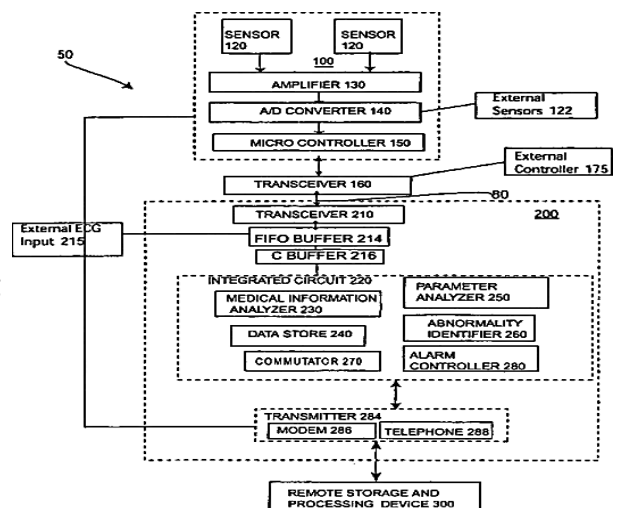 SENSOR
120
SENSOR
120
100
50
AMPLIFIER 130
A/D CONVERTER 140
External
Sensors 122
MICRO CONTROLLER 150
External
Controller 175
TRANSCEIVER 160
80
TRANSCEIVER 210
200
External ECG
Input 215
FIFO BUFFER 214
C BUFFER 216
INTEGRATED CIRCUIT 220
MEDICAL INFORMATION
ANALYZER 230
PARAMETER
ANALYZER 250
DATA STORE 240
ABNORMALITY
IDENTIFIER 260
COMMUTATOR 270
ALARM
CONTROLLER 280
TRANSMITTER 284
MODEM 286
TELEPHONE 288
REMOTE STORAGE AND
PROCESSING DEVICE 300